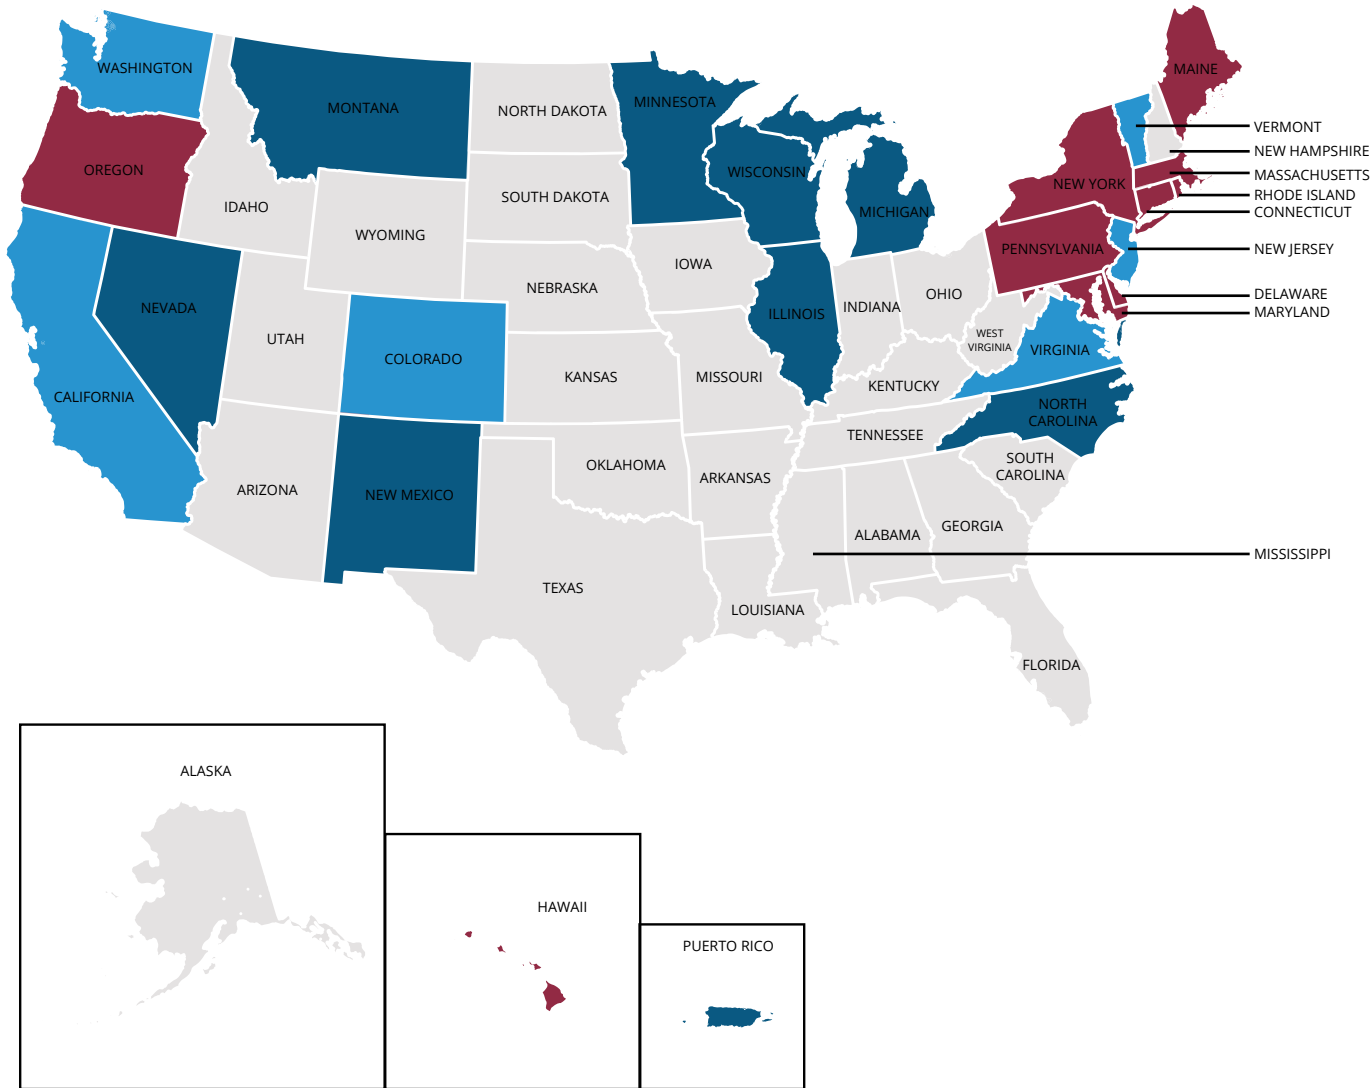 WASHINGTON
MAINE
MONTANA
NORTH DAKOTA
MINNESOTA
VERMONT
NEW HAMPSHIRE
OREGON
WISCONSIN
MASSACHUSETTS
NEW YORK
SOUTH DAKOTA
RHODE ISLAND
IDAHO
MICHIGAN
CONNECTICUT
WYOMING
PENNSYLVANIA
NEW JERSEY
IOWA
NEBRASKA
OHIO
DELAWARE
NEVADA
ILLINOIS
INDIANA
MARYLAND
UTAH
WEST
VIRGINIA
COLORADO
VIRGINIA
KANSAS
MISSOURI
KENTUCKY
CALIFORNIA
NORTH
CAROLINA
TENNESSEE
OKLAHOMA
SOUTH
CAROLINA
ARIZONA
NEW MEXICO
ARKANSAS
ALABAMA
GEORGIA
MISSISSIPPI
TEXAS
LOUISIANA
FLORIDA
ALASKA
HAWAII
PUERTO RICO